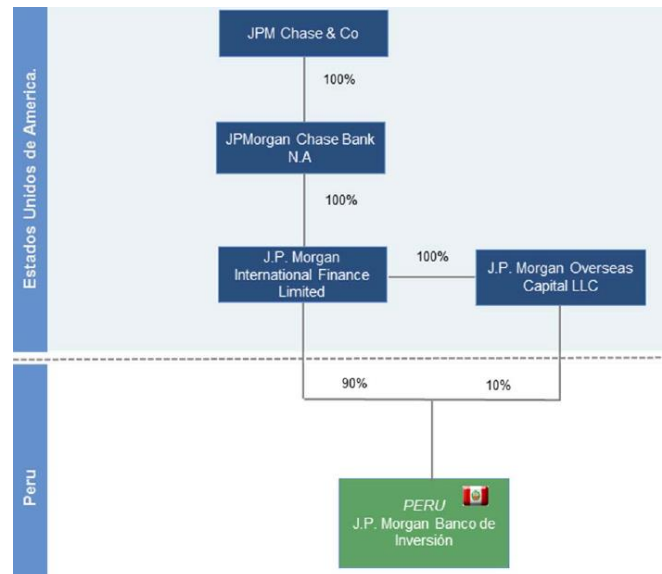 Estados Unidos de America.
JPM Chase & Co
100%
JPMorgan Chase Bank
N.A
100%
J.P. Morgan
International Finance
Limited
100%
J.P. Morgan Overseas
Capital LLC
90%
10%
Peru
PERU
J.P. Morgan Banco de
Inversión